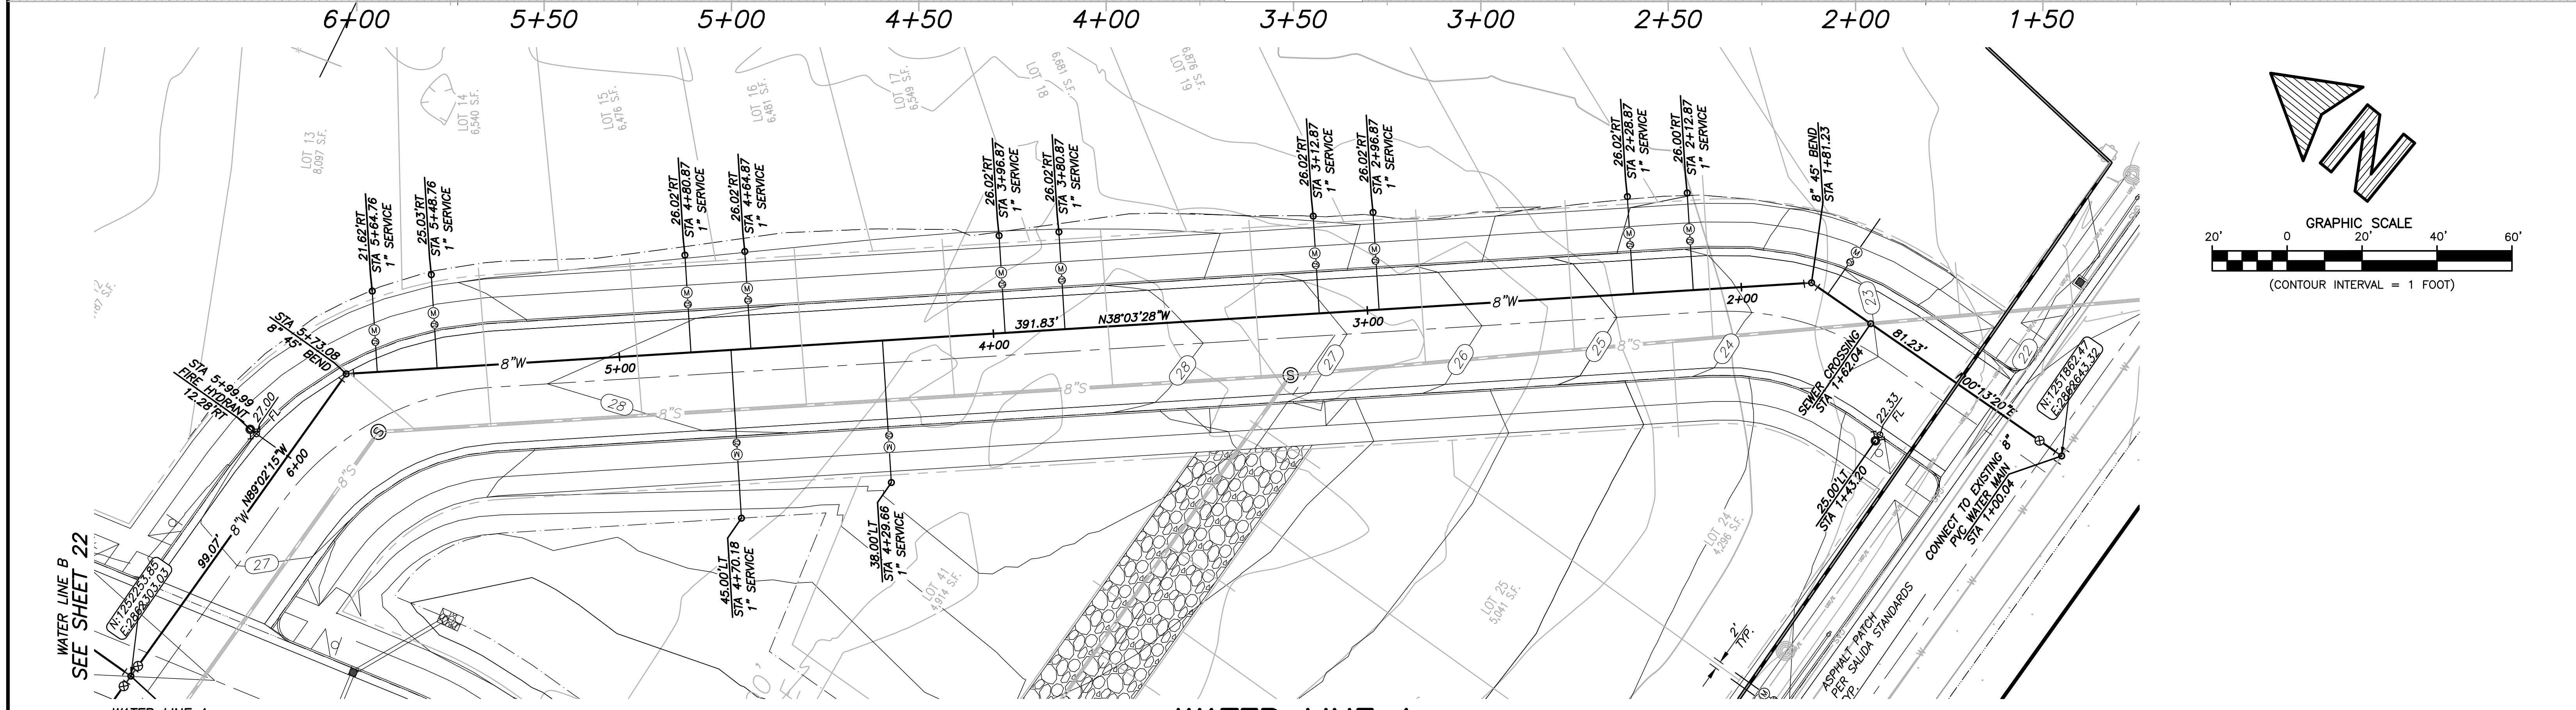 6+00
5+50
5+00
4+50
4+00
3+50
3+00
2+50
2+00
1+50
LOT 13
8,097 S.F.
LOT 14
6,540 S.F.
LOT 15
6,476 S.F.
LOT 16
6,481 S.F.
LOT 17
6,549 S.F.
LOT 18
6,681 S.F.
LOT 19
6,876 S.F.
21.62'RT
STA 5+64.76
1" SERVICE
25.03'RT
STA 5+48.76
1" SERVICE
26.02'RT
STA 4+80.87
1" SERVICE
26.02'RT
STA 4+64.87
1" SERVICE
26.02'RT
STA 3+96.87
1" SERVICE
26.02'RT
STA 3+80.87
1" SERVICE
26.02'RT
STA 3+12.87
1" SERVICE
26.02'RT
STA 2+96.87
1" SERVICE
26.02'RT
STA 2+28.87
1" SERVICE
26.00'RT
STA 2+12.87
1" SERVICE
8" 45° BEND
STA 1+81.23
N
GRAPHIC SCALE
20' 0 20' 40' 60'
(CONTOUR INTERVAL = 1 FOOT)
STA 5+73.08
8" 45° BEND
STA 5+99.99
FIRE HYDRANT
12.28 RT
27.00
FL
8"W
5+00
4+00
391.83'
N38°03'28"W
3+00
8"W
2+00
23
81.23'
22
N:1251862.47
E:2862643.32
28
8"S
S
8"S
28
S
27
26
25
8"S
24
SEWER CROSSING
STA 1+62.04
22.33
FL
25.00'LT
STA 1+43.20
CONNECT TO EXISTING 8"
PVC WATER MAIN
STA 1+00.04
N89°02'15"W
6+00
8"S
8"W
99.07'
27
N:1252253.85
E:2862303.03
WATER LINE B
SEE SHEET 22
45.00'LT
STA 4+70.18
1" SERVICE
38.00'LT
STA 4+29.66
1" SERVICE
LOT 41
4,914 S.F.
LOT 25
5,041 S.F.
LOT 24
4,296 S.F.
2'
TYP.
ASPHALT PATCH
PER SALIDA STANDARDS
TYP.